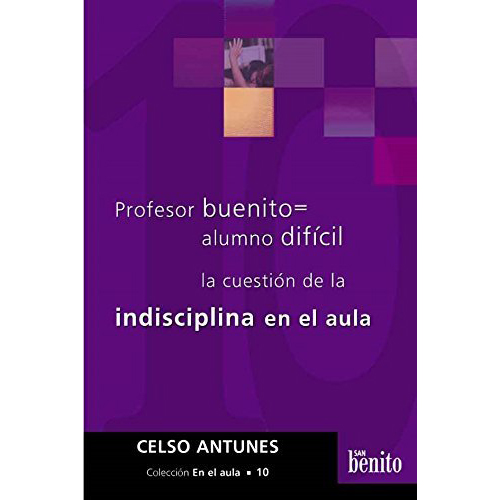 Profesor buenito=
alumno difícil
la cuestión de la
indisciplina en el aula
CELSO ANTUNES
Colección En el aula ▪ 10
SAN
benito
10